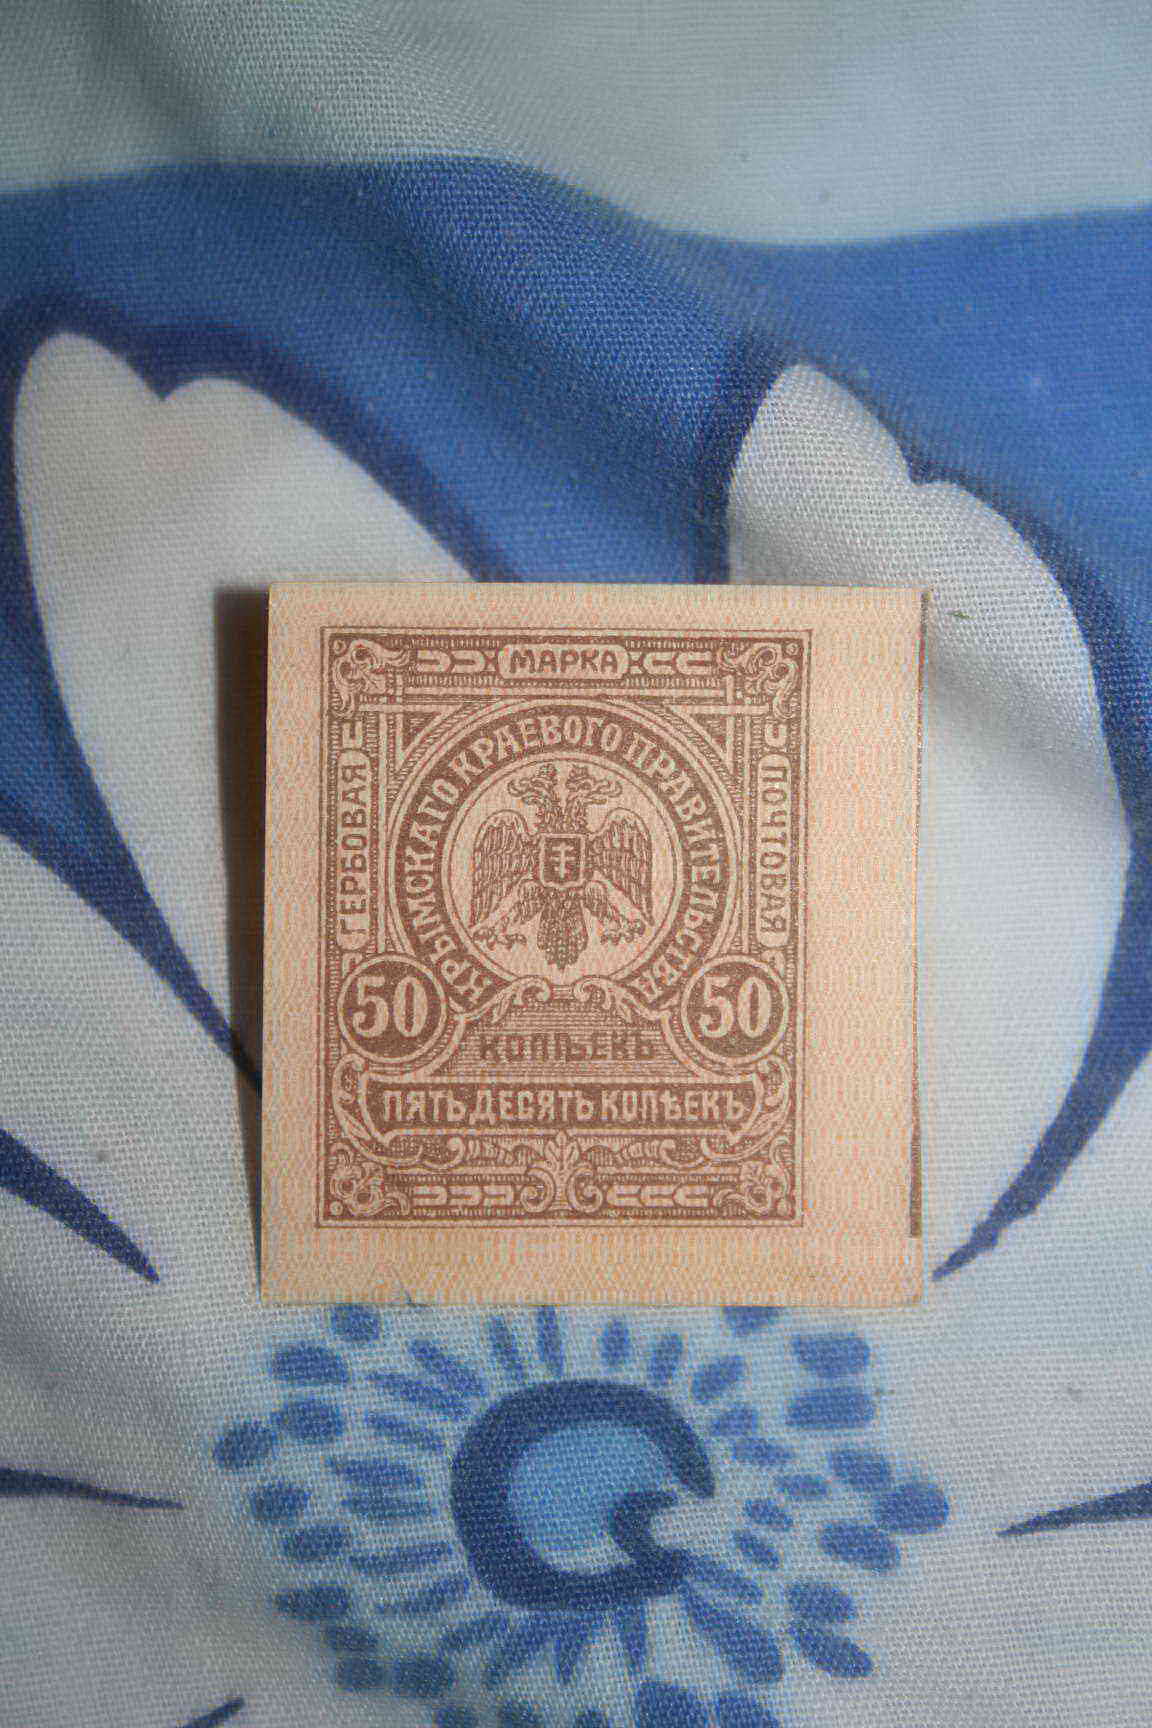 МАРКА
ГЕРБОВАЯ
КРЫМСКАГО КРАЕВОГО ПРАВИТЕЛЬСТВА
ПОЧТОВАЯ
50
50
КОПѢЕКЪ
ПЯТЬДЕСЯТЬ КОПѢЕКЪ